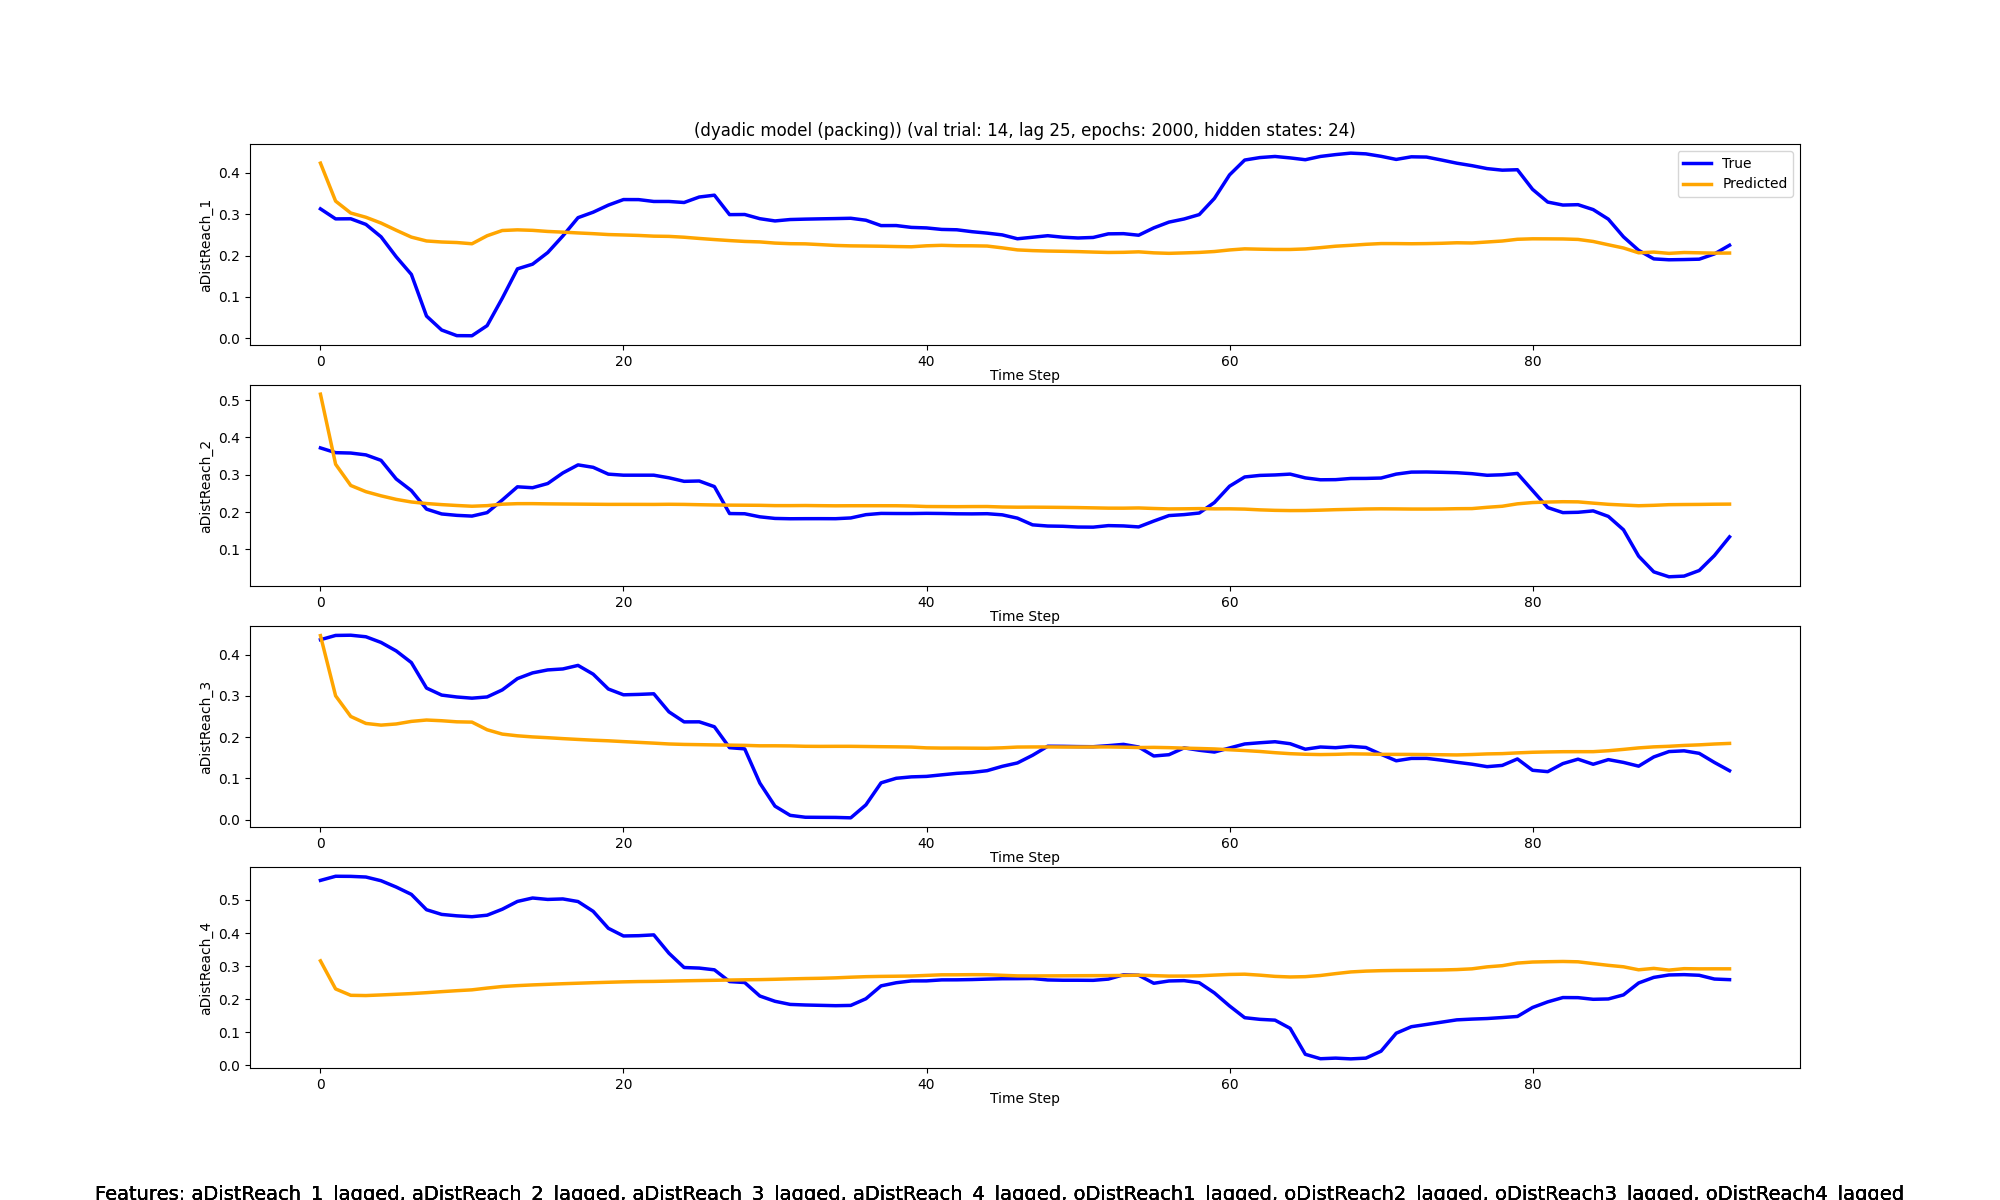 (dyadic model (packing)) (val trial: 14, lag 25, epochs: 2000, hidden states: 24)
True
Predicted
aDistReach_1
0.4
0.3
0.2
0.1
0.0
0 20 40 60 80
Time Step
aDistReach_2
0.5
0.4
0.3
0.2
0.1
0 20 40 60 80
Time Step
aDistReach_3
0.4
0.3
0.2
0.1
0.0
0 20 40 60 80
Time Step
aDistReach_4
0.5
0.4
0.3
0.2
0.1
0.0
0 20 40 60 80
Time Step
Features: aDistReach_1_lagged, aDistReach_2_lagged, aDistReach_3_lagged, aDistReach_4_lagged, oDistReach1_lagged, oDistReach2_lagged, oDistReach3_lagged, oDistReach4_lagged